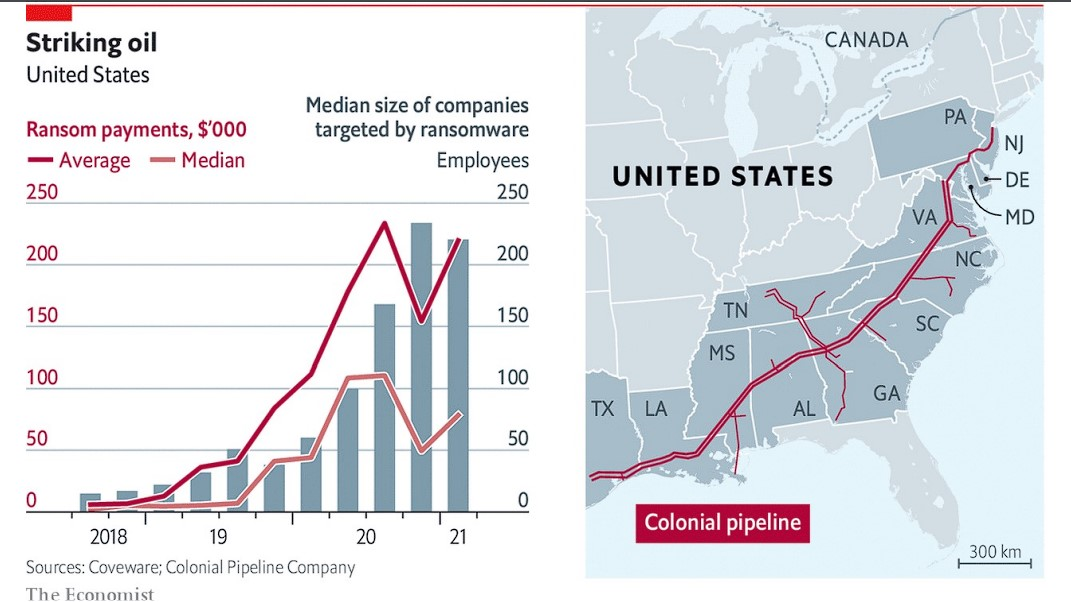 Striking oil
United States
Ransom payments, $'000
Average
Median
Median size of companies
targeted by ransomware
Employees
250
200
150
100
50
0
250
200
150
100
50
0
2018
19
20
21
Sources: Coveware; Colonial Pipeline Company
The Economist
CANADA
UNITED STATES
PA
NJ
DE
MD
VA
NC
TN
SC
MS
GA
AL
TX
LA
Colonial pipeline
300 km